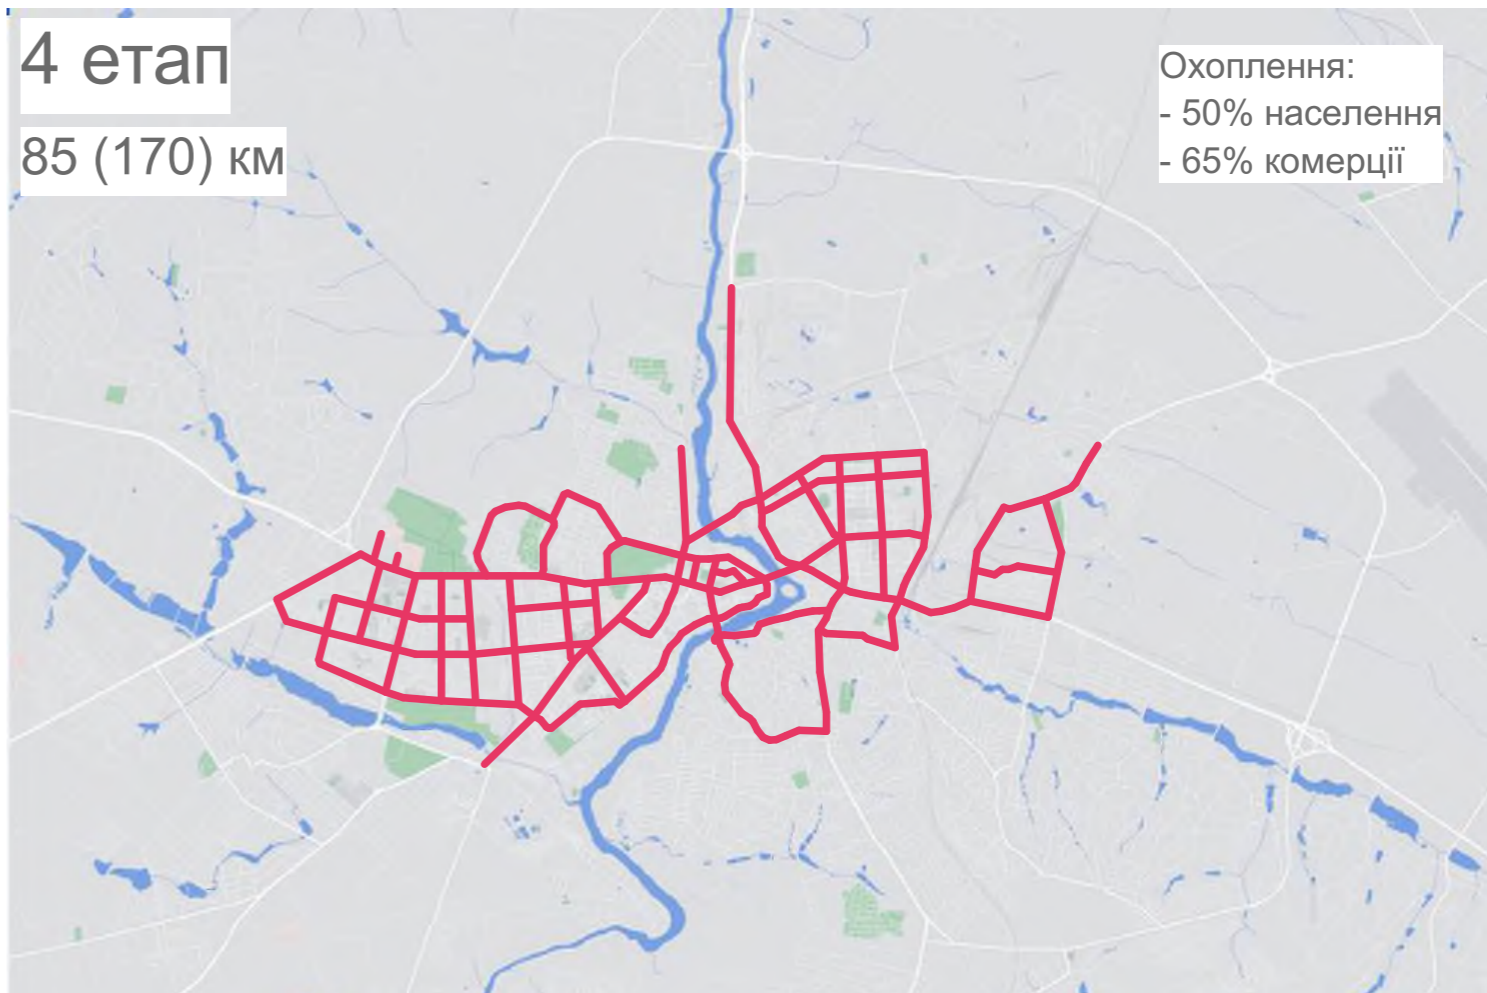 4 етап
85 (170) км
Охоплення:
- 50% населення
- 65% комерції